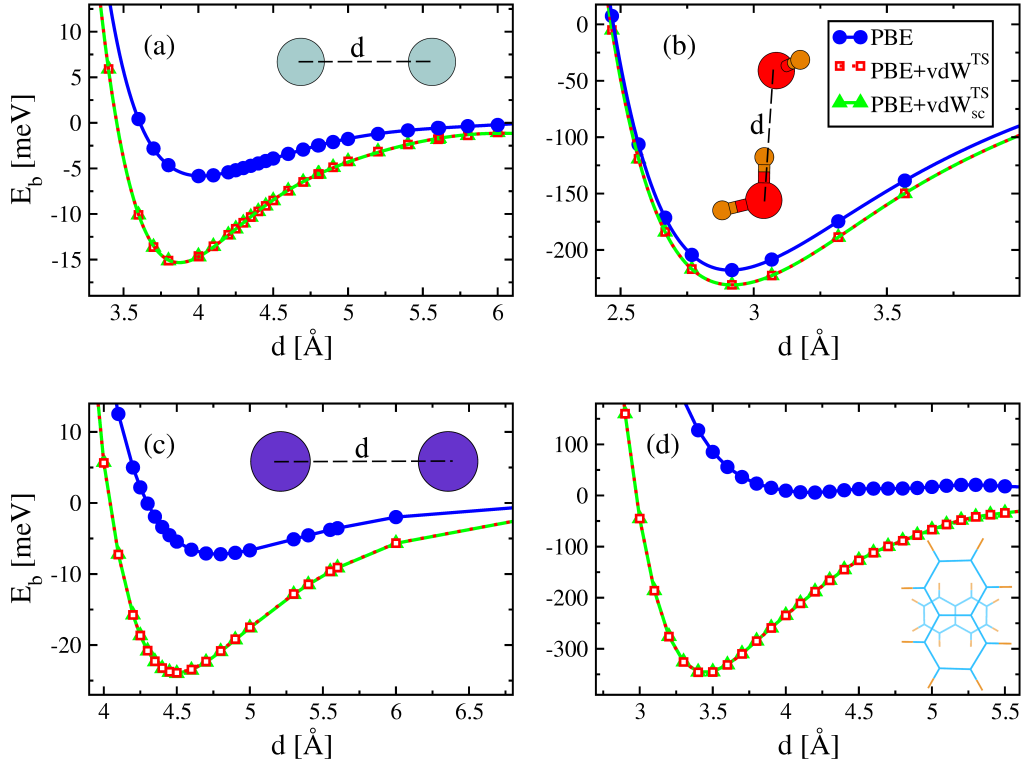 (a)
d
10
5
0
-5
-10
-15
E_b [meV]
3.5 4 4.5 5 5.5 6
d [Å]
(b)
d
PBE
PBE+vdW^TS
PBE+vdW_sc^TS
0
-50
-100
-150
-200
2.5 3 3.5
d [Å]
(c)
d
10
0
-10
-20
E_b [meV]
4 4.5 5 5.5 6 6.5
d [Å]
(d)
100
0
-100
-200
-300
3 3.5 4 4.5 5 5.5
d [Å]